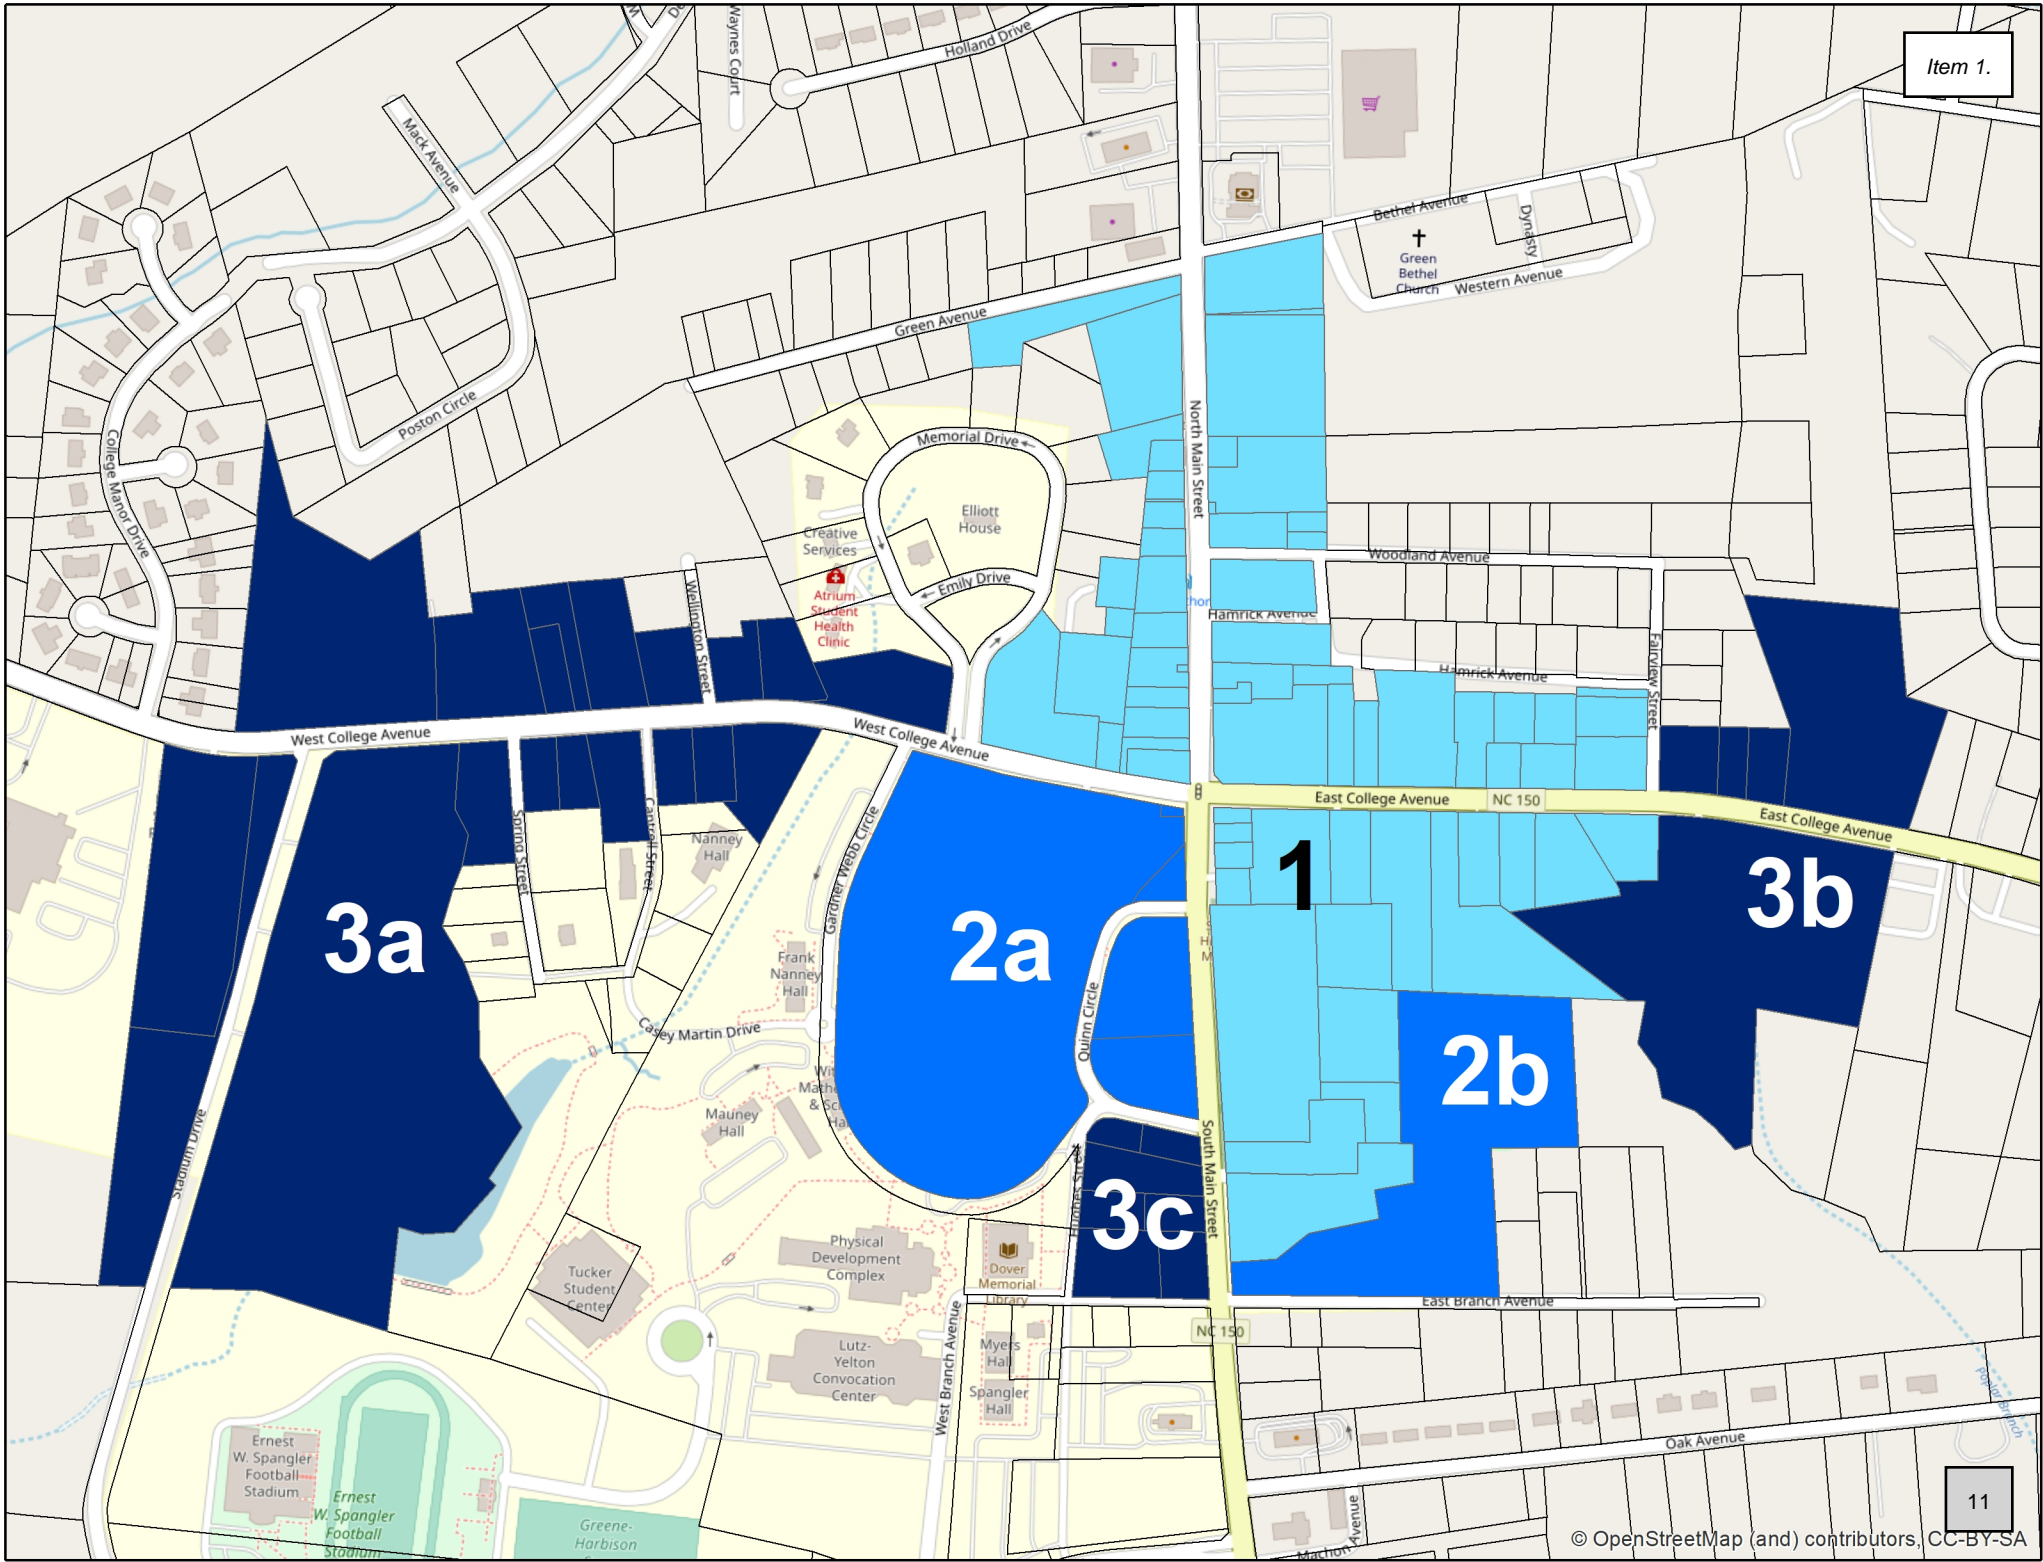 Item 1.
Waynes Court
Holland Drive
Mack Avenue
Bethel Avenue
Dynasty
Green
Bethel
Church
Western Avenue
Green Avenue
Poston Circle
College Manor Drive
North Main Street
Memorial Drive
Elliott
House
Creative
Services
Emily Drive
Atrium
Student
Health
Clinic
Woodland Avenue
Hamrick Avenue
Hamrick Avenue
Fairview Street
Wellington Street
West College Avenue
West College Avenue
East College Avenue
NC 150
East College Avenue
Spring Street
Cantrell Street
Nanney
Hall
Gardner Webb Circle
1
3b
3a
2a
Frank
Nanney
Hall
Quinn Circle
Casey Martin Drive
2b
Mauney
Hall
Stadium Drive
Hughes Street
South Main Street
3c
Physical
Development
Complex
Tucker
Student
Center
Dover
Memorial
Library
East Branch Avenue
NC 150
West Branch Avenue
Lutz-
Yelton
Convocation
Center
Myers
Hall
Spangler
Hall
Poplar Branch
Oak Avenue
Ernest
W. Spangler
Football
Stadium
Ernest
W. Spangler
Football
Stadium
Greene-
Harbison
Machon Avenue
11
© OpenStreetMap (and) contributors, CC-BY-SA